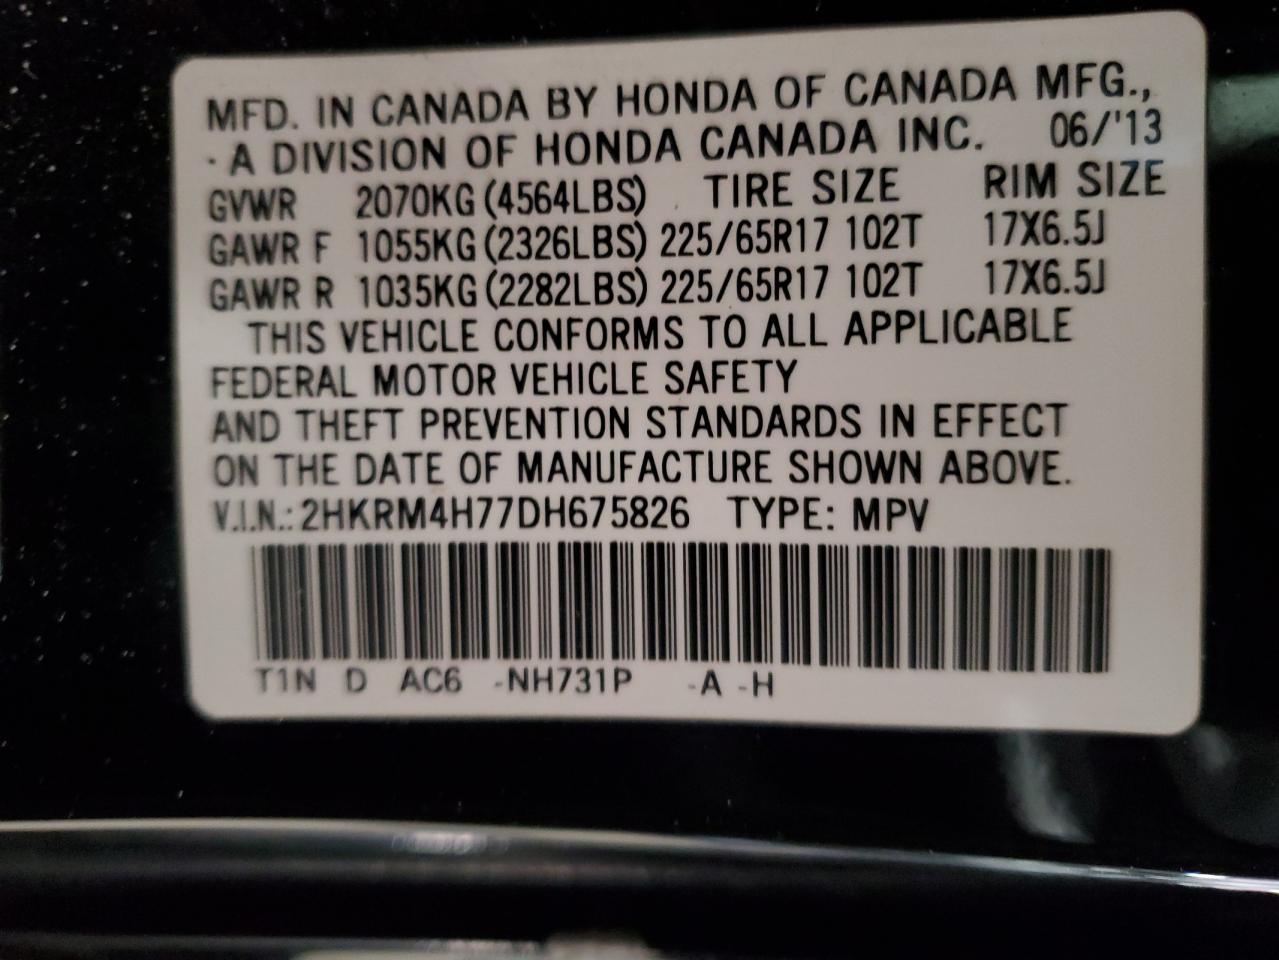 MFD. IN CANADA BY HONDA OF CANADA MFG.,
A DIVISION OF HONDA CANADA INC. 06/'13
GVWR 2070KG (4564LBS) TIRE SIZE RIM SIZE
GAWR F 1055KG (2326LBS) 225/65R17 102T 17X6.5J
GAWR R 1035KG (2282LBS) 225/65R17 102T 17X6.5J
THIS VEHICLE CONFORMS TO ALL APPLICABLE
FEDERAL MOTOR VEHICLE SAFETY
AND THEFT PREVENTION STANDARDS IN EFFECT
ON THE DATE OF MANUFACTURE SHOWN ABOVE.
V.I.N.: 2HKRM4H77DH675826 TYPE: MPV
T1N D AC6 -NH731P -A -H